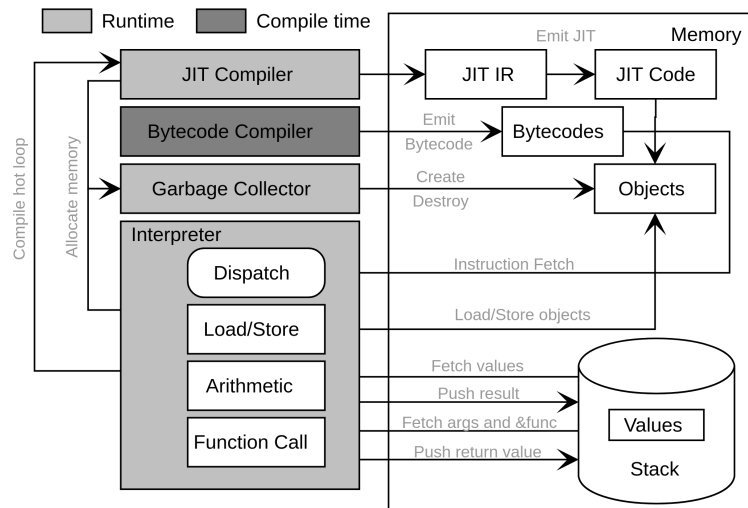 Runtime
Compile time
Memory
Emit JIT
JIT Compiler
JIT IR
JIT Code
Bytecode Compiler
Emit
Bytecode
Bytecodes
Garbage Collector
Create
Destroy
Objects
Compile hot loop
Allocate memory
Interpreter
Dispatch
Instruction Fetch
Load/Store
Load/Store objects
Arithmetic
Fetch values
Push result
Function Call
Fetch args and &func
Push return value
Values
Stack